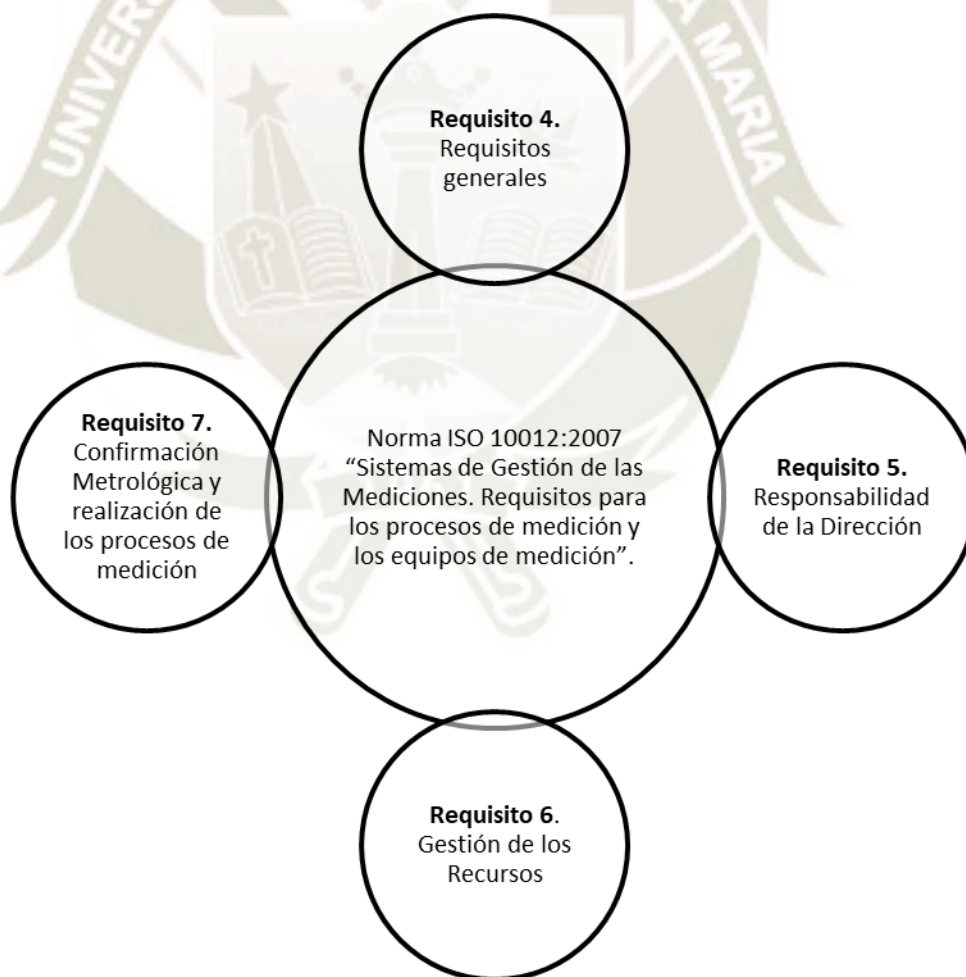 UNIVERS
A MARIA
Requisito 4.
Requisitos
generales
Requisito 7.
Confirmación
Metrológica y
realización de
los procesos de
medición
Norma ISO 10012:2007
“Sistemas de Gestión de las
Mediciones. Requisitos para
los procesos de medición y
los equipos de medición”.
Requisito 5.
Responsabilidad
de la Dirección
Requisito 6.
Gestión de los
Recursos